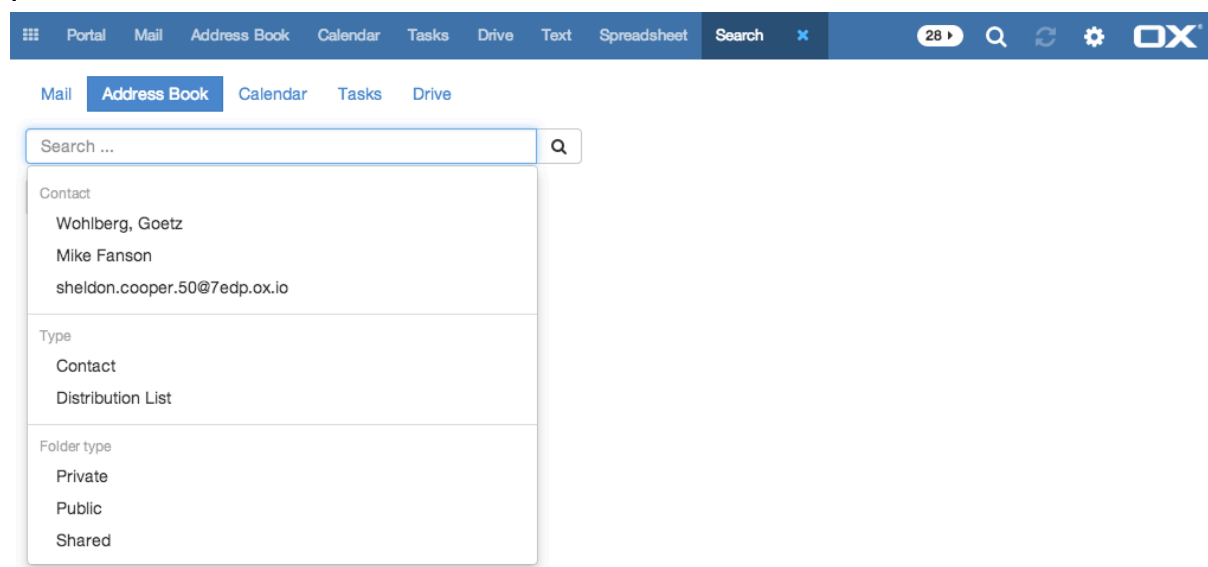 Portal Mail Address Book Calendar Tasks Drive Text Spreadsheet Search 28 OX
Mail Address Book Calendar Tasks Drive
Search ...
Contact
Wohlberg, Goetz
Mike Fanson
sheldon.cooper.50@7edp.ox.io
Type
Contact
Distribution List
Folder type
Private
Public
Shared